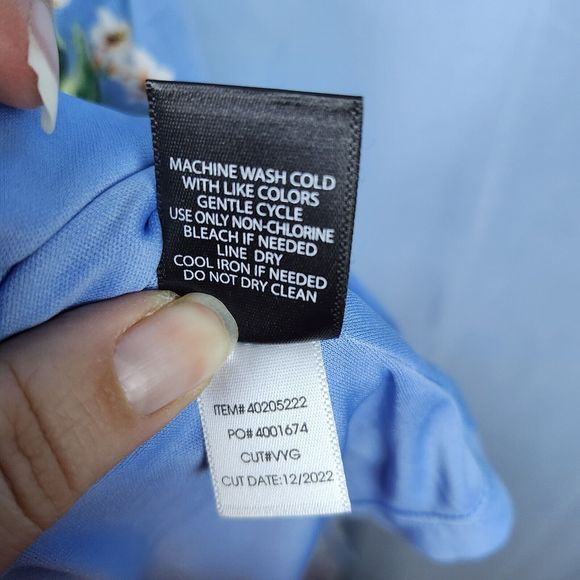 MACHINE WASH COLD
WITH LIKE COLORS
GENTLE CYCLE
USE ONLY NON-CHLORINE
BLEACH IF NEEDED
LINE DRY
COOL IRON IF NEEDED
DO NOT DRY CLEAN
ITEM# 40205222
PO# 4001674
CUT#VYG
CUT DATE: 12/2022